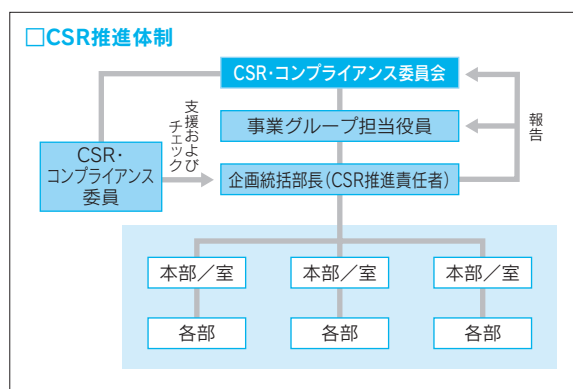 □CSR推進体制
CSR・コンプライアンス委員会
支援および
チェック
事業グループ担当役員
報告
CSR・
コンプライアンス
委員
企画統括部長(CSR推進責任者)
本部／室
本部／室
本部／室
各部
各部
各部